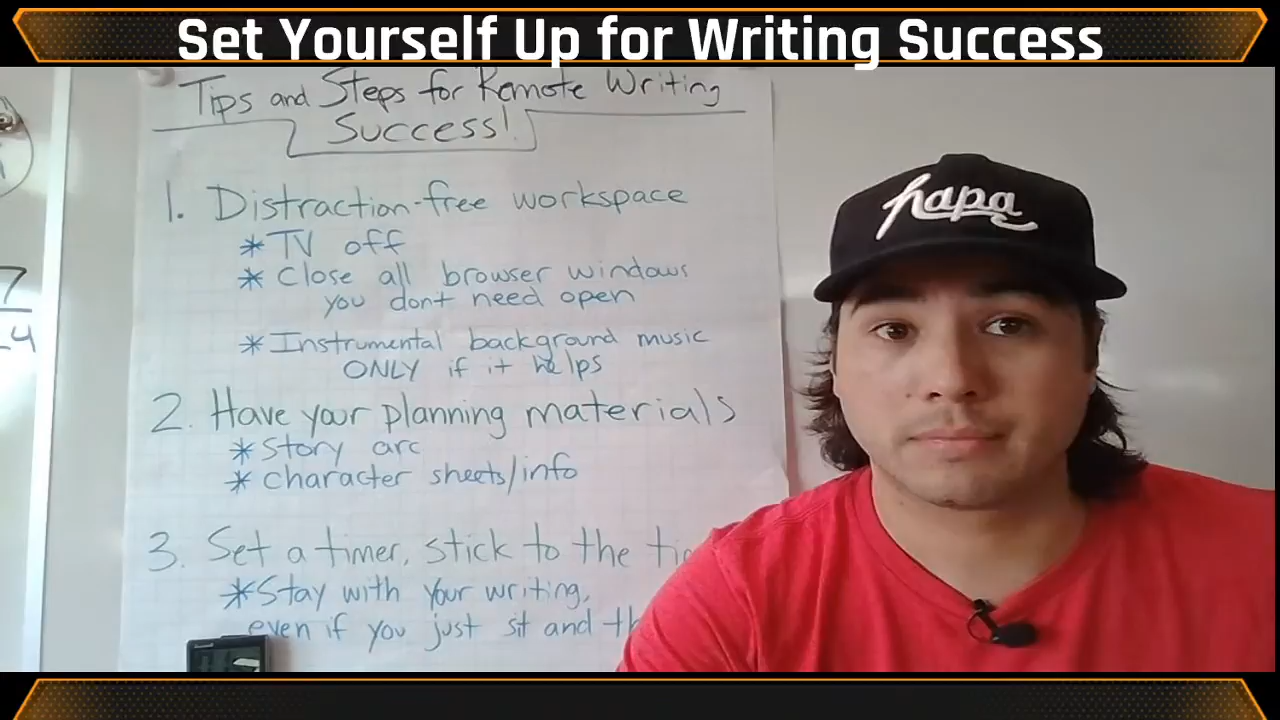 Set Yourself Up for Writing Success
Tips and Steps for Remote Writing
Success!
1. Distraction-free workspace
* TV off
* Close all browser windows
you don't need open
* Instrumental background music
ONLY if it helps
2. Have your planning materials
* Story arc
* Character sheets/info
3. Set a timer, stick to the
* Stay with your writing,
even if you just sit and
hapa
7
24